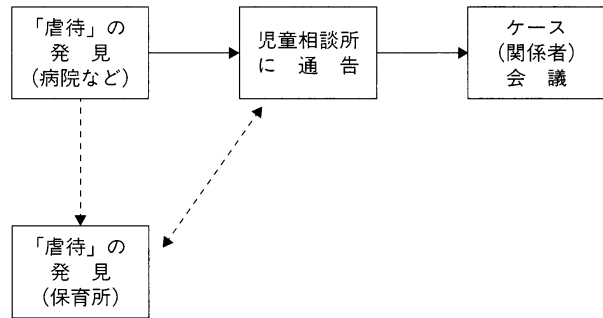 「虐待」の
発見
(病院など)
児童相談所
に通告
ケース
(関係者)
会議
「虐待」の
発見
(保育所)